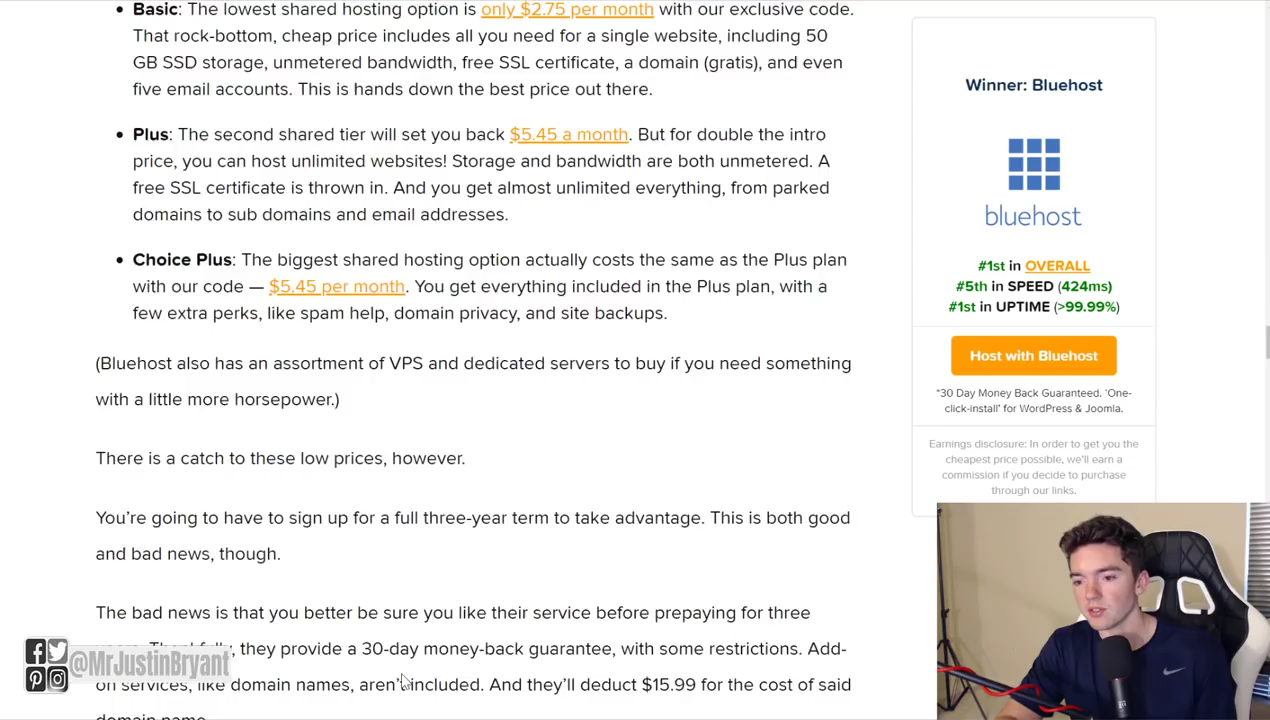 Basic: The lowest shared hosting option is only $2.75 per month with our exclusive code.
That rock-bottom, cheap price includes all you need for a single website, including 50
GB SSD storage, unmetered bandwidth, free SSL certificate, a domain (gratis), and even
five email accounts. This is hands down the best price out there.
Plus: The second shared tier will set you back $5.45 a month. But for double the intro
price, you can host unlimited websites! Storage and bandwidth are both unmetered. A
free SSL certificate is thrown in. And you get almost unlimited everything, from parked
domains to sub domains and email addresses.
Choice Plus: The biggest shared hosting option actually costs the same as the Plus plan
with our code — $5.45 per month. You get everything included in the Plus plan, with a
few extra perks, like spam help, domain privacy, and site backups.
(Bluehost also has an assortment of VPS and dedicated servers to buy if you need something
with a little more horsepower.)
There is a catch to these low prices, however.
You’re going to have to sign up for a full three-year term to take advantage. This is both good
and bad news, though.
The bad news is that you better be sure you like their service before prepaying for three
they provide a 30-day money-back guarantee, with some restrictions. Add-
on services, like domain names, aren't included. And they’ll deduct $15.99 for the cost of said
domain name.
@MrJustinBryant
Winner: Bluehost
bluehost
#1st in OVERALL
#5th in SPEED (424ms)
#1st in UPTIME (>99.99%)
Host with Bluehost
*30 Day Money Back Guaranteed. 'One-
click-install' for WordPress & Joomla.
Earnings disclosure: In order to get you the
cheapest price possible, we’ll earn a
commission if you decide to purchase
through our links.